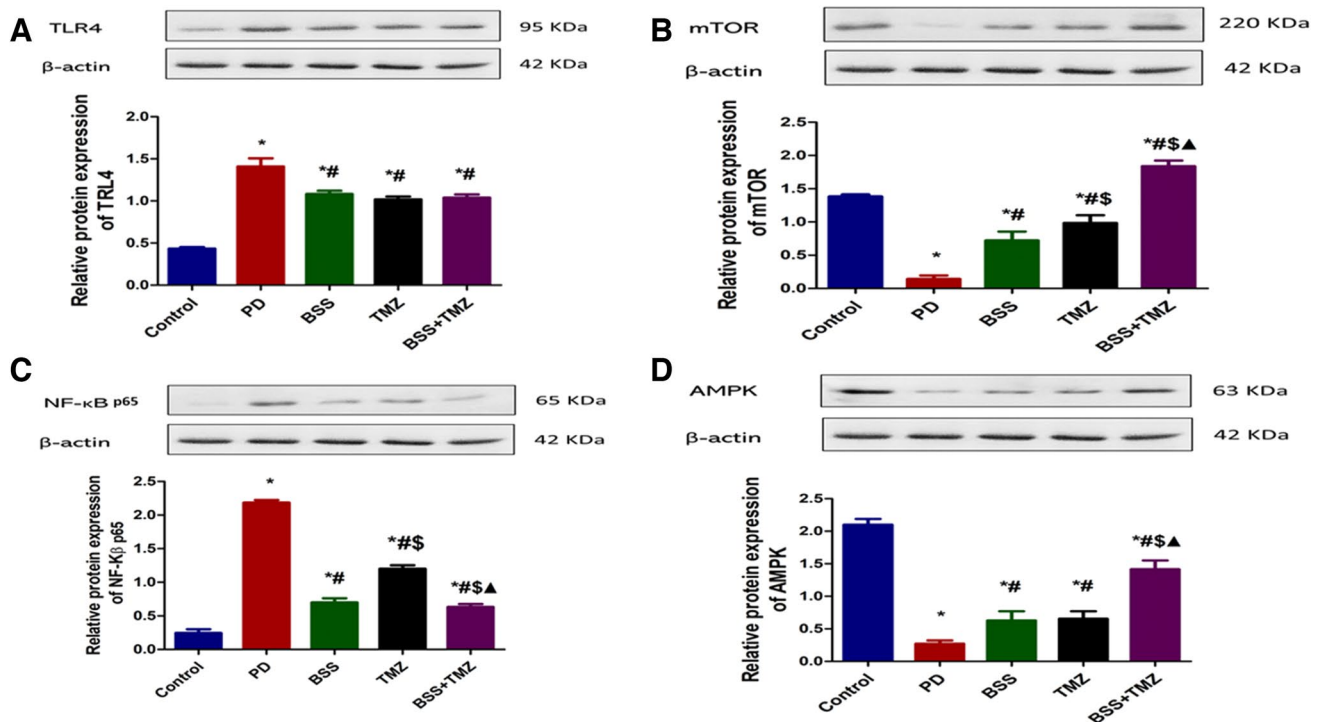 A
TLR4
95 KDa
β-actin
42 KDa
Relative protein expression
of TRL4
2.0
1.5
1.0
0.5
0.0
*
*#
*#
*#
Control
PD
BSS
TMZ
BSS+TMZ
B
mTOR
220 KDa
β-actin
42 KDa
Relative protein expression
of mTOR
2.5
2.0
1.5
1.0
0.5
0.0
*
*#
*#$
*#$▲
Control
PD
BSS
TMZ
BSS+TMZ
C
NF-κB p65
65 KDa
β-actin
42 KDa
Relative protein expression
of NF-Kβ p65
2.5
2.0
1.5
1.0
0.5
0.0
*
*#
*#$
*#$▲
Control
PD
BSS
TMZ
BSS+TMZ
D
AMPK
63 KDa
β-actin
42 KDa
Relative protein expression
of AMPK
2.5
2.0
1.5
1.0
0.5
0.0
*
*#
*#
*#$▲
Control
PD
BSS
TMZ
BSS+TMZ